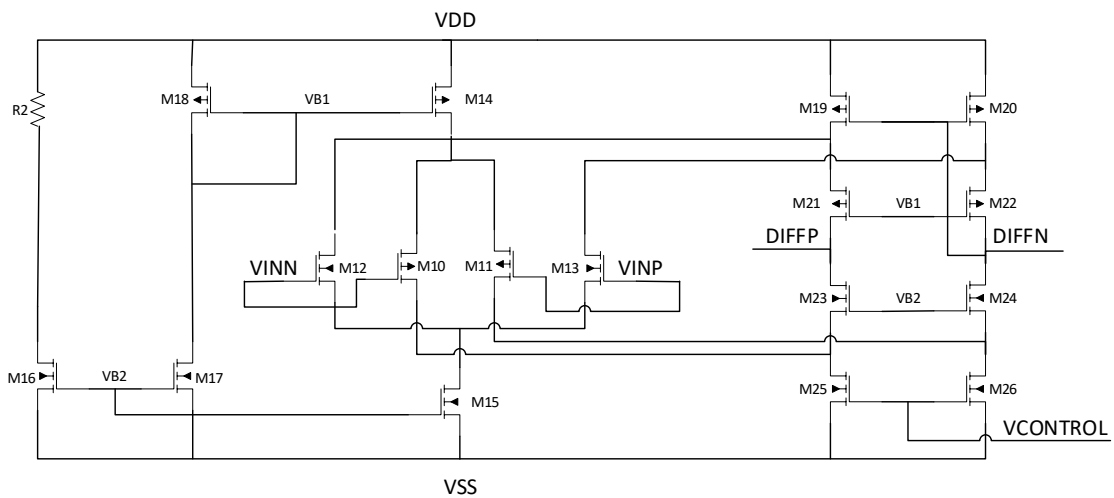 VDD
R2
M18
VB1
M14
M19
M20
M21
VB1
M22
DIFFP
DIFFN
VINN
M12
M10
M11
M13
VINP
M23
VB2
M24
M16
VB2
M17
M15
M25
M26
VCONTROL
VSS